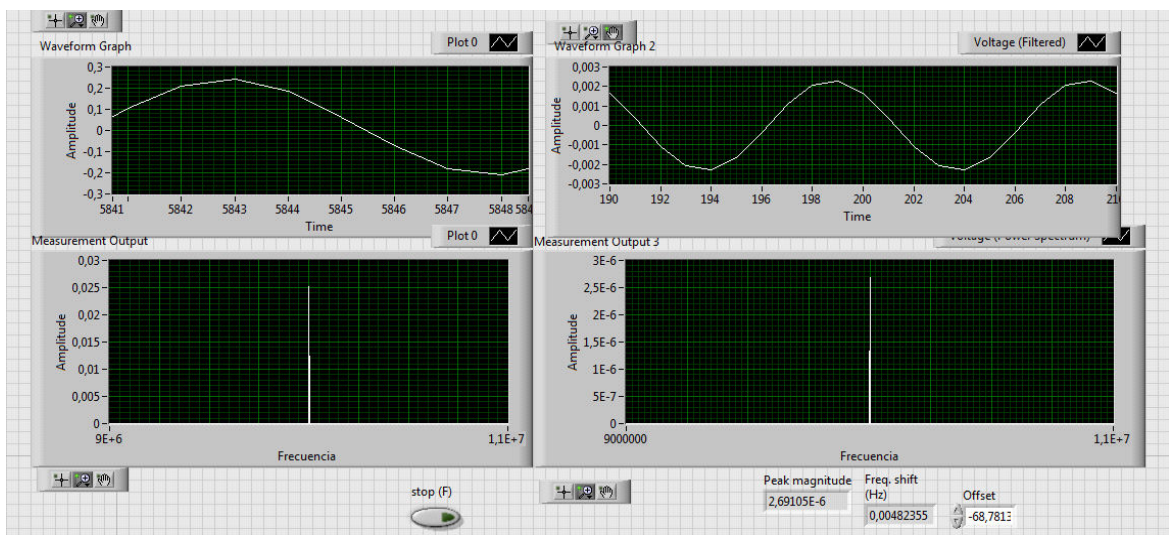 Waveform Graph
Plot 0
0,3
0,2
0,1
0
-0,1
-0,2
-0,3
Amplitude
5841 5842 5843 5844 5845 5846 5847 5848 584
Time
Waveform Graph 2
Voltage (Filtered)
0,003
0,002
0,001
0
-0,001
-0,002
-0,003
Amplitude
190 192 194 196 198 200 202 204 206 208 210
Time
Measurement Output
Plot 0
0,03
0,025
0,02
0,015
0,01
0,005
0
Amplitude
9E+6 1,1E+7
Frecuencia
Measurement Output 3
Voltage (Power Spectrum)
3E-6
2,5E-6
2E-6
1,5E-6
1E-6
5E-7
0
Amplitude
9000000 1,1E+7
Frecuencia
stop (F)
Peak magnitude
2,69105E-6
Freq. shift
(Hz)
0,00482355
Offset
-68,7813